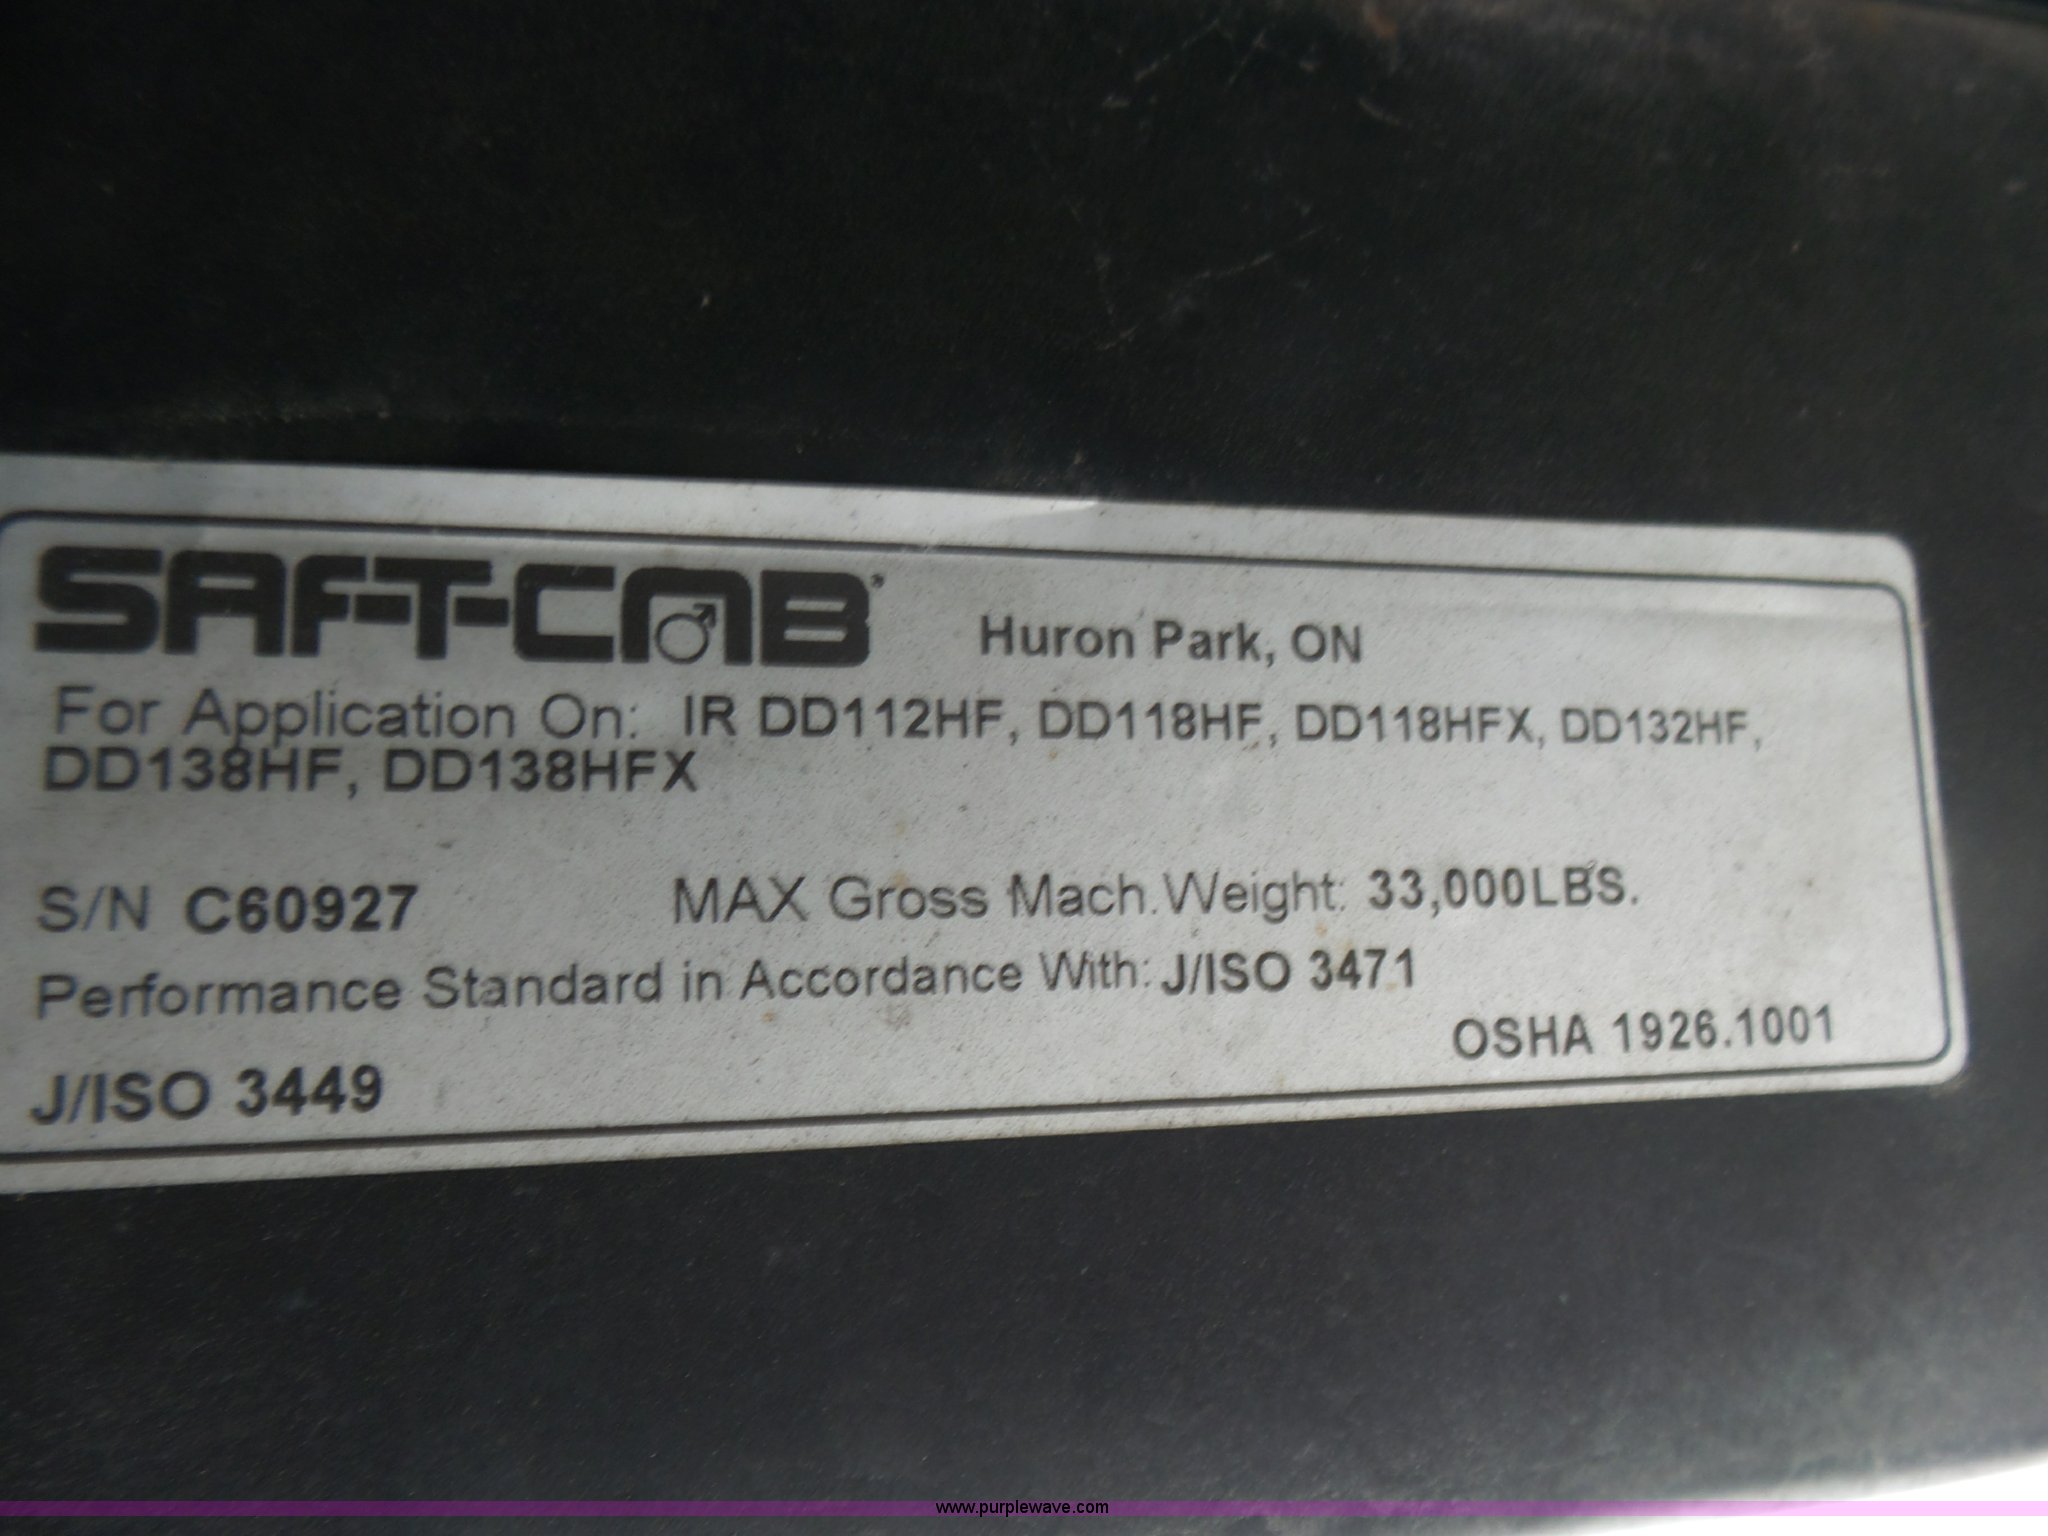 SAF-T-CAB® Huron Park, ON
For Application On: IR DD112HF, DD118HF, DD118HFX, DD132HF,
DD138HF, DD138HFX
S/N C60927 MAX Gross Mach.Weight: 33,000LBS.
Performance Standard in Accordance With: J/ISO 3471
OSHA 1926.1001
J/ISO 3449
www.purplewave.com